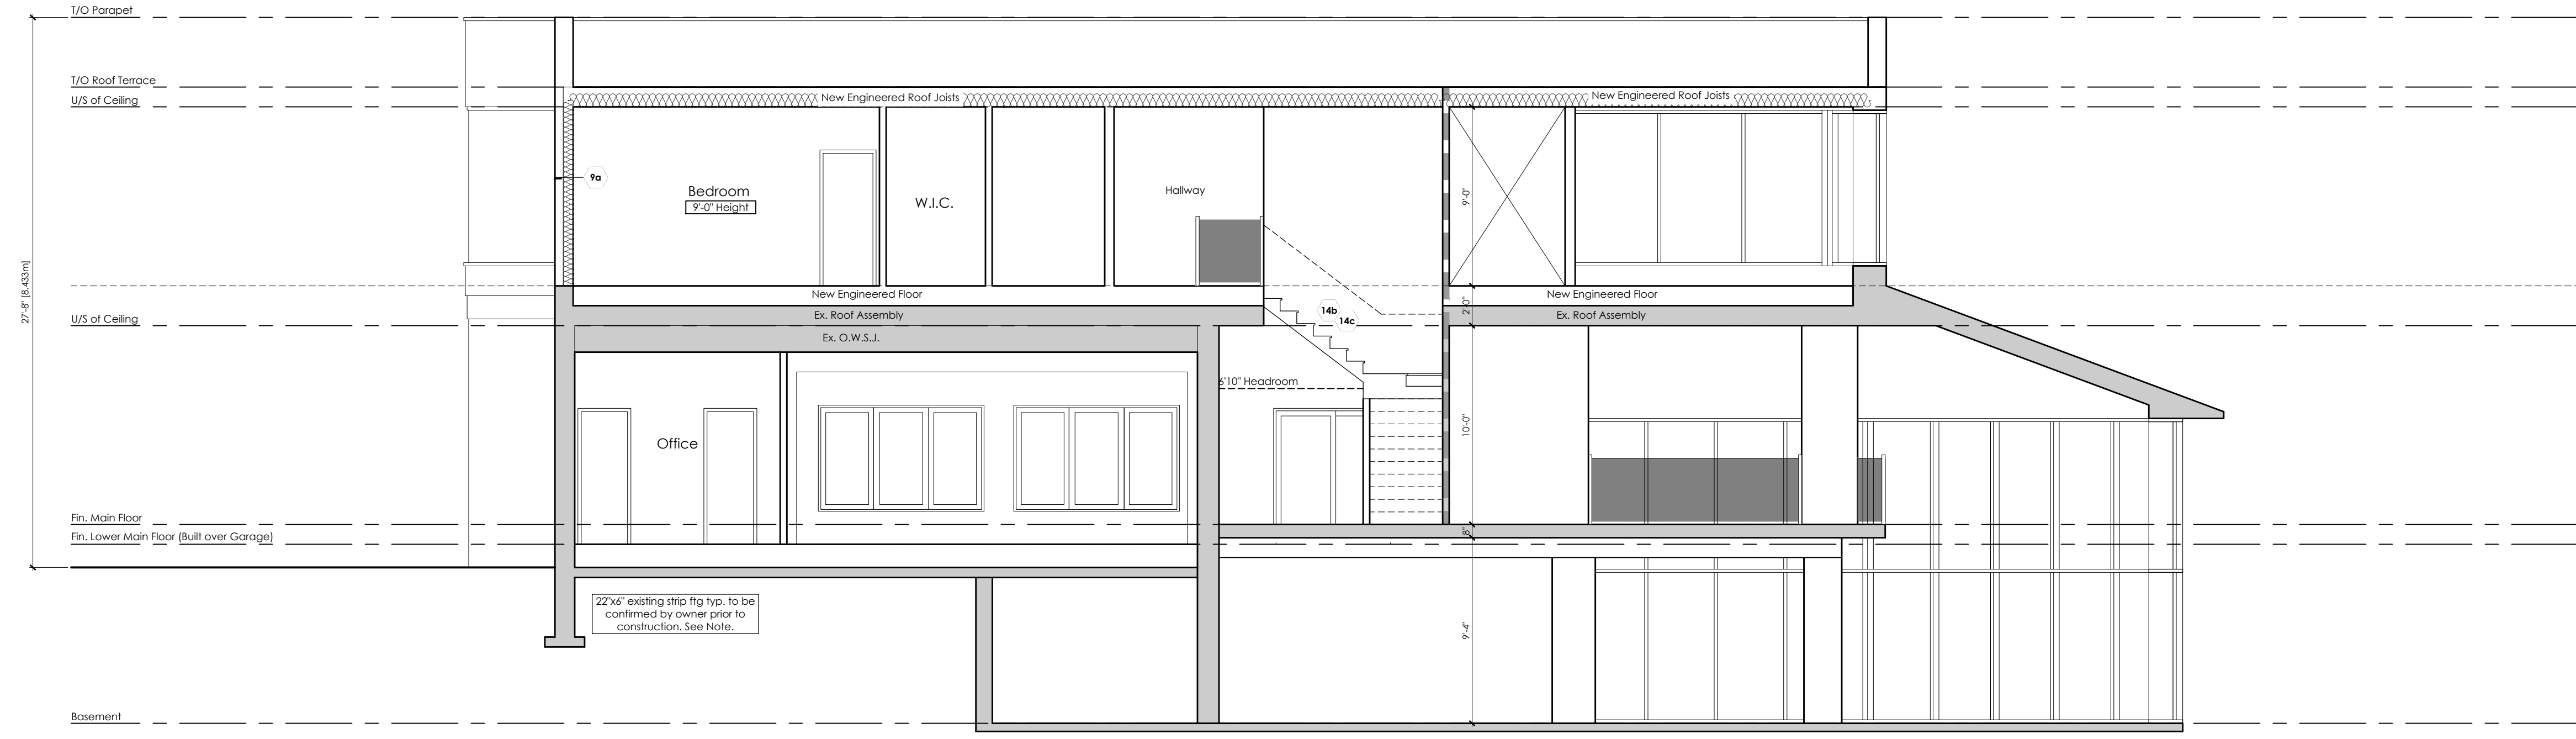 T/O Parapet
T/O Roof Terrace
U/S of Ceiling
New Engineered Roof Joists
New Engineered Roof Joists
9a
Bedroom
9'-0" Height
W.I.C.
Hallway
9'-0"
27'-8" [8.433m]
New Engineered Floor
New Engineered Floor
2'-0"
U/S of Ceiling
Ex. Roof Assembly
Ex. Roof Assembly
14b
14c
Ex. O.W.S.J.
6'10" Headroom
Office
10'-0"
Fin. Main Floor
Fin. Lower Main Floor (Built over Garage)
8"
22"x6" existing strip ftg typ. to be
confirmed by owner prior to
construction. See Note.
9'-4"
Basement